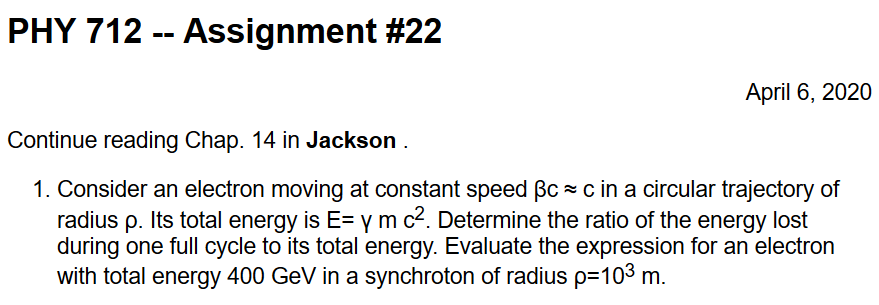 PHY 712 -- Assignment #22
April 6, 2020
Continue reading Chap. 14 in Jackson .
1. Consider an electron moving at constant speed βc ≈ c in a circular trajectory of
radius ρ. Its total energy is E= γ m c². Determine the ratio of the energy lost
during one full cycle to its total energy. Evaluate the expression for an electron
with total energy 400 GeV in a synchroton of radius ρ=10³ m.